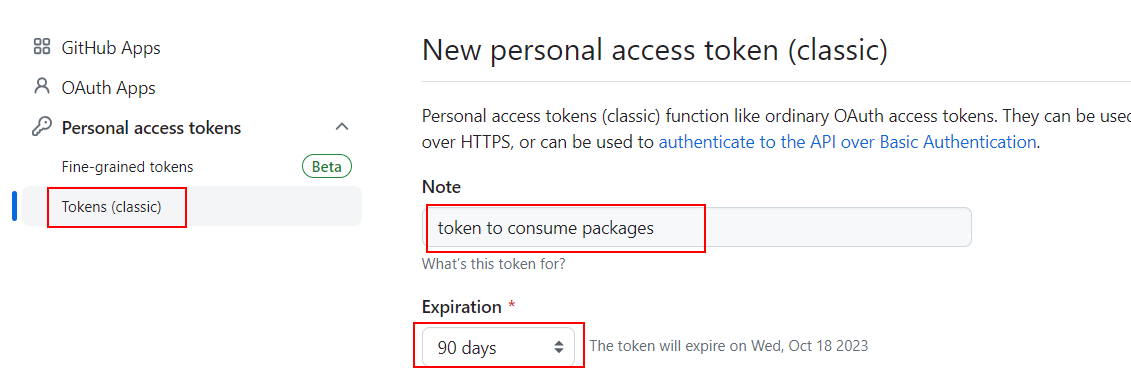 GitHub Apps
OAuth Apps
Personal access tokens
Fine-grained tokens Beta
Tokens (classic)
New personal access token (classic)
Personal access tokens (classic) function like ordinary OAuth access tokens. They can be used
over HTTPS, or can be used to authenticate to the API over Basic Authentication.
Note
token to consume packages
What's this token for?
Expiration *
90 days The token will expire on Wed, Oct 18 2023